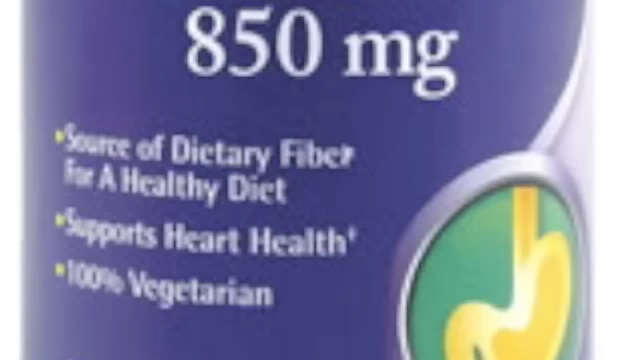 850 mg
•Source of Dietary Fiber
For A Healthy Diet
•Supports Heart Health†
•100% Vegetarian